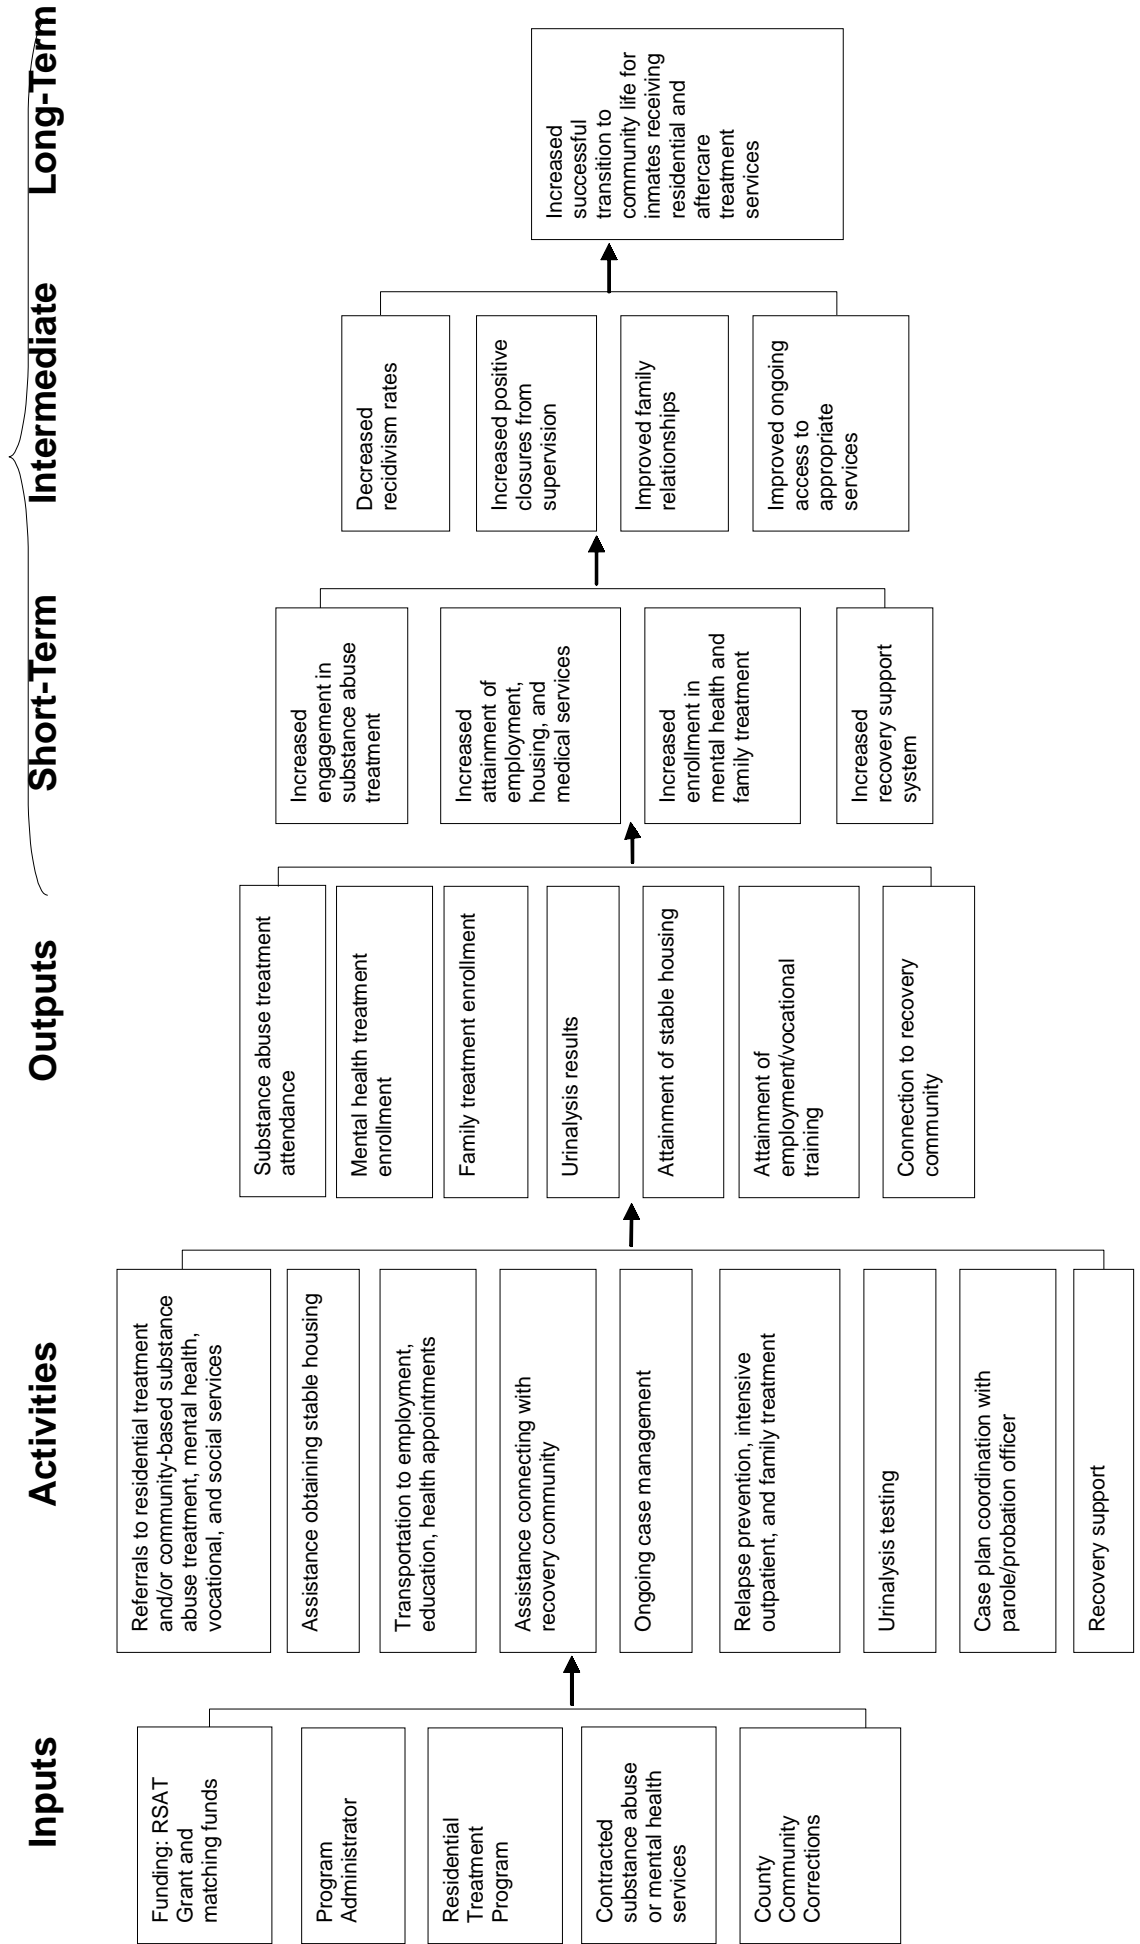 Inputs
Activities
Outputs
Short-Term
Intermediate
Long-Term
Funding: RSAT
Grant and
matching funds
Program
Administrator
Residential
Treatment
Program
Contracted
substance abuse
or mental health
services
County
Community
Corrections
Referrals to residential treatment
and/or community-based substance
abuse treatment, mental health,
vocational, and social services
Assistance obtaining stable housing
Transportation to employment,
education, health appointments
Assistance connecting with
recovery community
Ongoing case management
Relapse prevention, intensive
outpatient, and family treatment
Urinalysis testing
Case plan coordination with
parole/probation officer
Recovery support
Substance abuse treatment
attendance
Mental health treatment
enrollment
Family treatment enrollment
Urinalysis results
Attainment of stable housing
Attainment of
employment/vocational
training
Connection to recovery
community
Increased
engagement in
substance abuse
treatment
Increased
attainment of
employment,
housing, and
medical services
Increased
enrollment in
mental health and
family treatment
Increased
recovery support
system
Decreased
recidivism rates
Increased positive
closures from
supervision
Improved family
relationships
Improved ongoing
access to
appropriate
services
Increased
successful
transition to
community life for
inmates receiving
residential and
aftercare
treatment
services